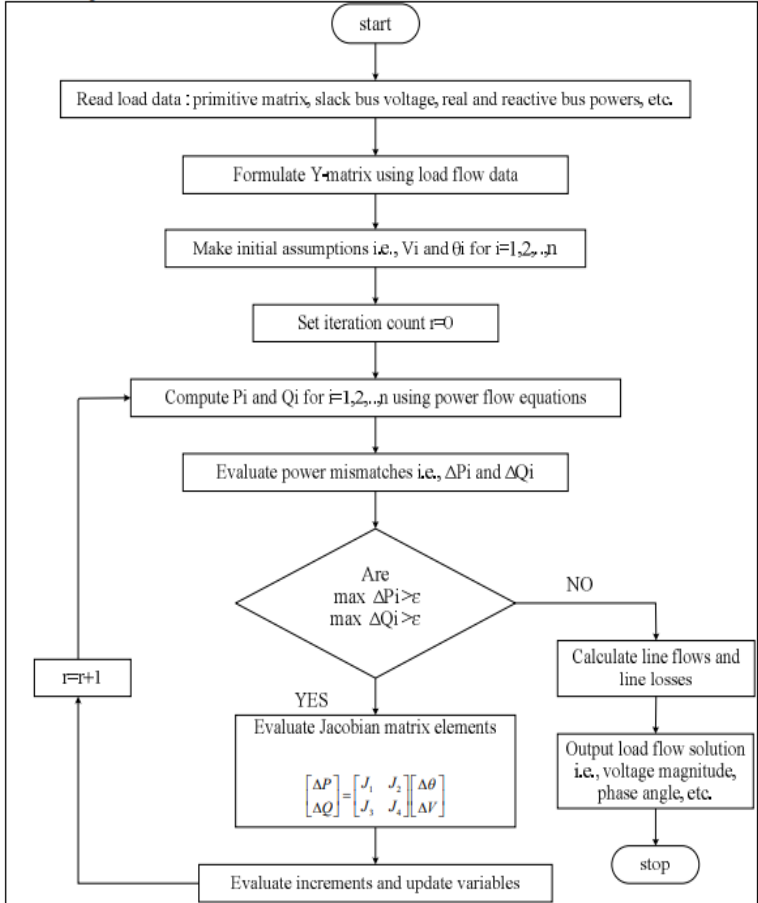 start
Read load data : primitive matrix, slack bus voltage, real and reactive bus powers, etc.
Formulate Y-matrix using load flow data
Make initial assumptions i.e., Vi and θi for i=1,2,..,n
Set iteration count r=0
Compute Pi and Qi for i=1,2,..,n using power flow equations
Evaluate power mismatches i.e., ΔPi and ΔQi
Are
max ΔPi>ε
max ΔQi>ε
NO
Calculate line flows and
line losses
Output load flow solution
i.e., voltage magnitude,
phase angle, etc.
stop
YES
Evaluate Jacobian matrix elements
[ΔP] = [J₁ J₂] [Δθ]
[ΔQ] [J₃ J₄] [ΔV]
Evaluate increments and update variables
r=r+1